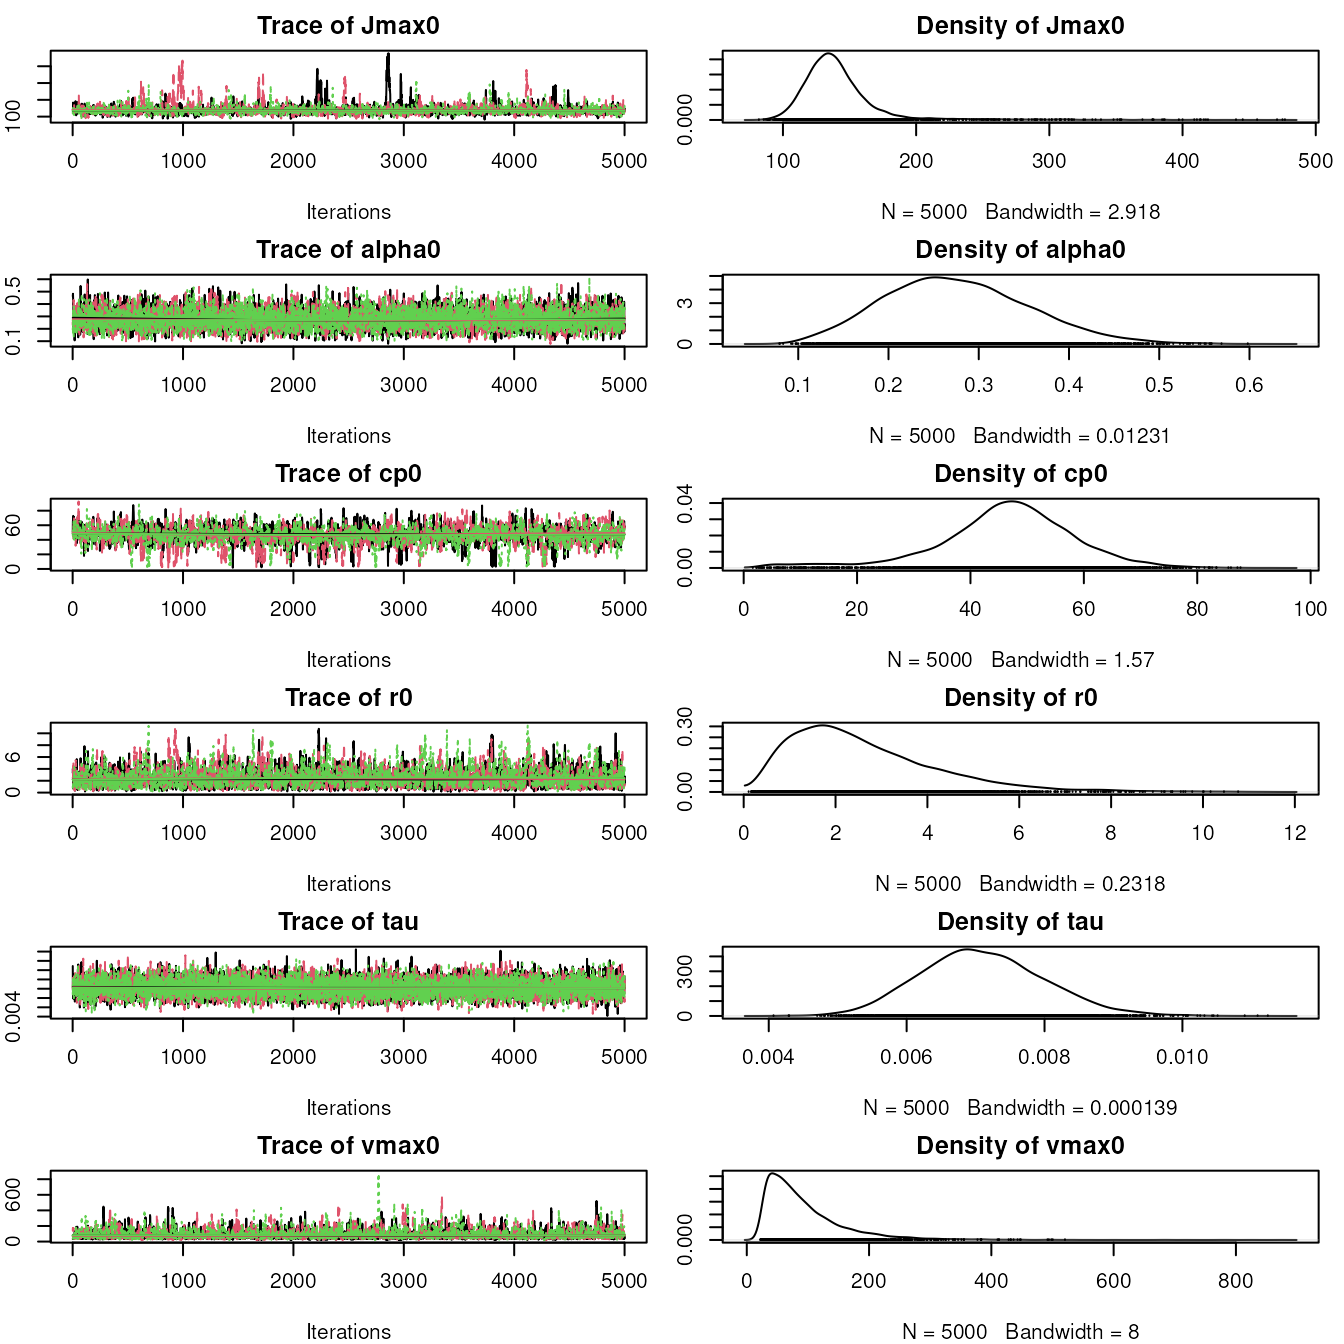 Trace of Jmax0
Density of Jmax0
100
0 1000 2000 3000 4000 5000
Iterations
0.000
100 200 300 400 500
N = 5000 Bandwidth = 2.918
Trace of alpha0
Density of alpha0
0.1 0.5
0 1000 2000 3000 4000 5000
Iterations
0 3
0.1 0.2 0.3 0.4 0.5 0.6
N = 5000 Bandwidth = 0.01231
Trace of cp0
Density of cp0
0 60
0 1000 2000 3000 4000 5000
Iterations
0.00 0.04
0 20 40 60 80 100
N = 5000 Bandwidth = 1.57
Trace of r0
Density of r0
0 6
0 1000 2000 3000 4000 5000
Iterations
0.00 0.30
0 2 4 6 8 10 12
N = 5000 Bandwidth = 0.2318
Trace of tau
Density of tau
0.004
0 1000 2000 3000 4000 5000
Iterations
0 300
0.004 0.006 0.008 0.010
N = 5000 Bandwidth = 0.000139
Trace of vmax0
Density of vmax0
0 600
0 1000 2000 3000 4000 5000
Iterations
0.000
0 200 400 600 800
N = 5000 Bandwidth = 8